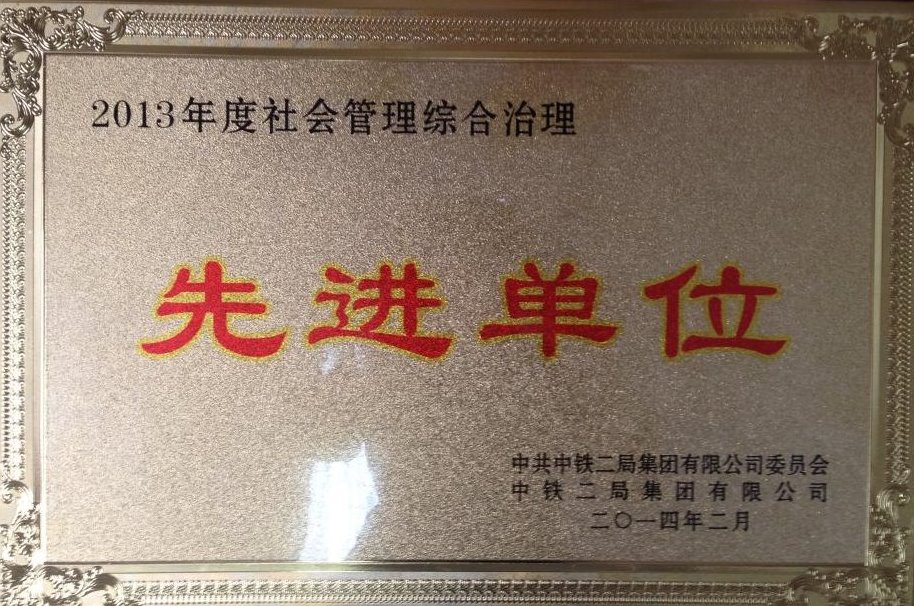 2013年度社会管理综合治理
先进单位
中共中铁二局集团有限公司委员会
中铁二局集团有限公司
二〇一四年二月